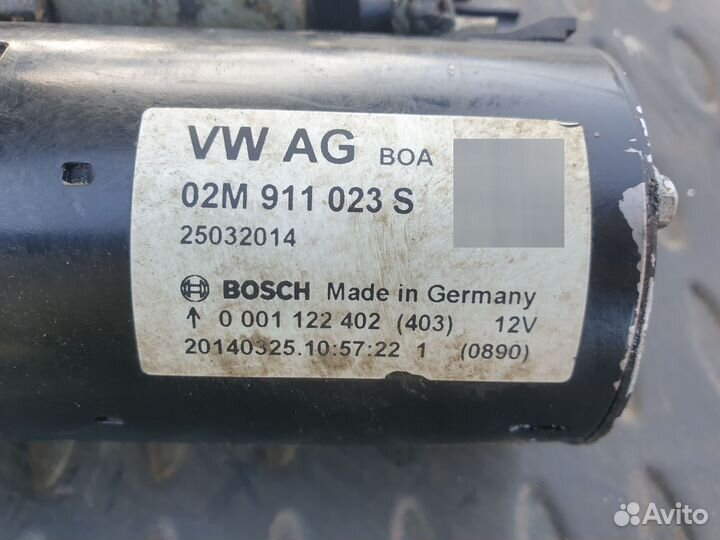 VW AG BOA
02M 911 023 S
25032014
BOSCH Made in Germany
↑ 0 001 122 402 (403) 12V
20140325.10:57:22 1 (0890)
Avito